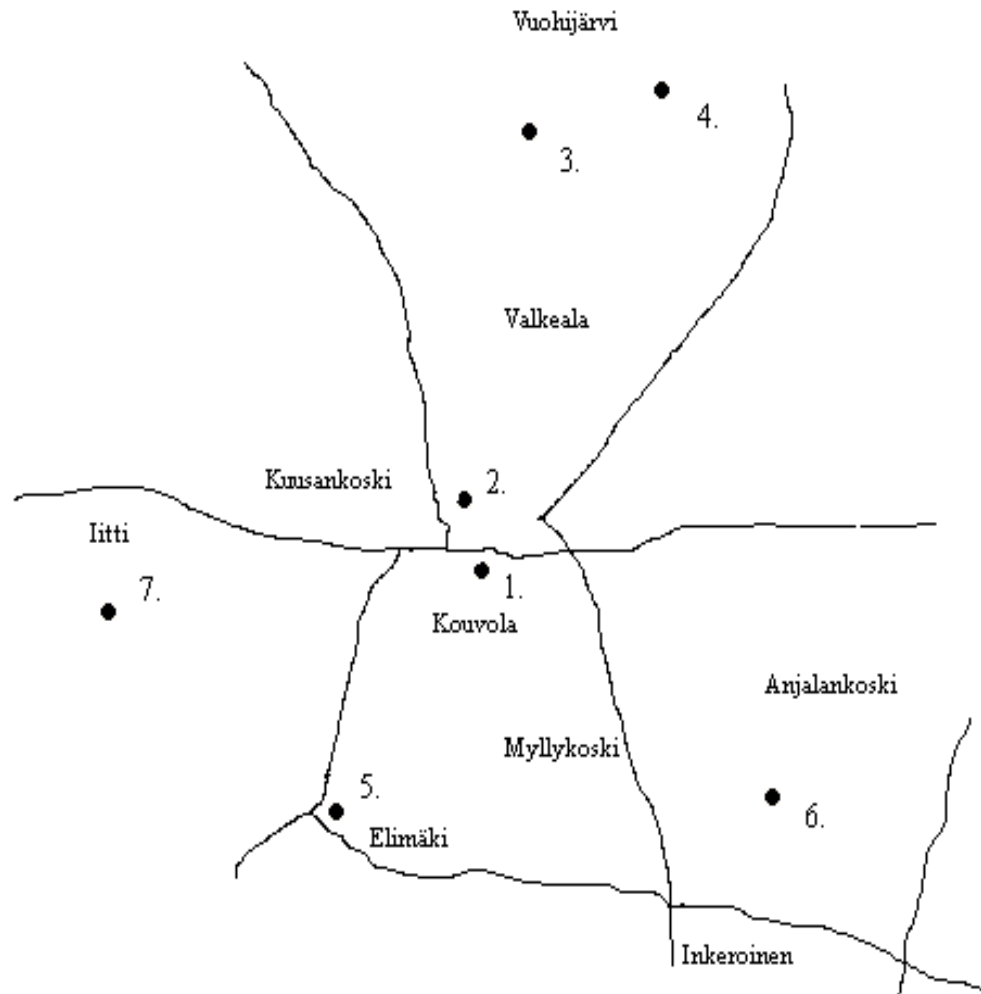 Vuohijärvi
4.
3.
Valkeala
Kuusankoski
2.
Iitti
7.
1.
Kouvola
Anjalankoski
Myllykoski
5.
6.
Elimäki
Inkeroinen